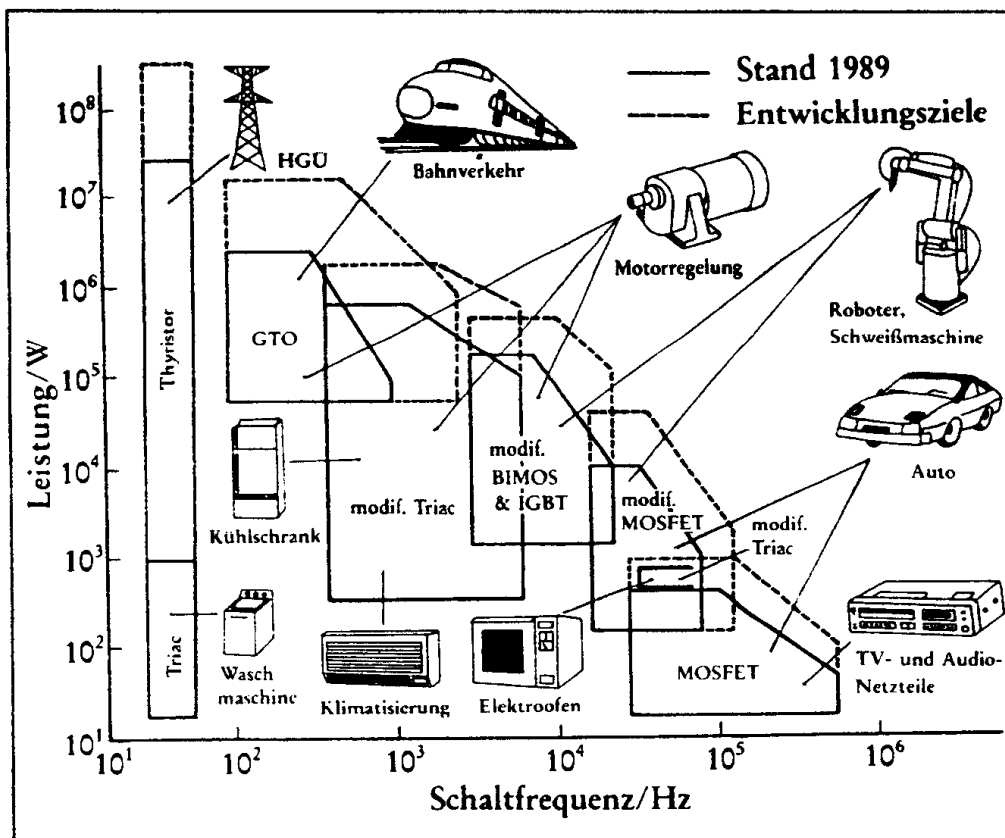 Stand 1989
Entwicklungsziele
Leistung/W
10⁸
10⁷
10⁶
10⁵
10⁴
10³
10²
10¹
HGÜ
Bahnverkehr
Motorregelung
Roboter,
Schweißmaschine
Thyristor
GTO
Auto
modif.
BIMOS
& IGBT
modif.
MOSFET
modif.
Triac
modif. Triac
Kühlschrank
Triac
Wasch
maschine
Klimatisierung
Elektroofen
MOSFET
TV- und Audio-
Netzteile
10¹
10²
10³
10⁴
10⁵
10⁶
Schaltfrequenz/Hz